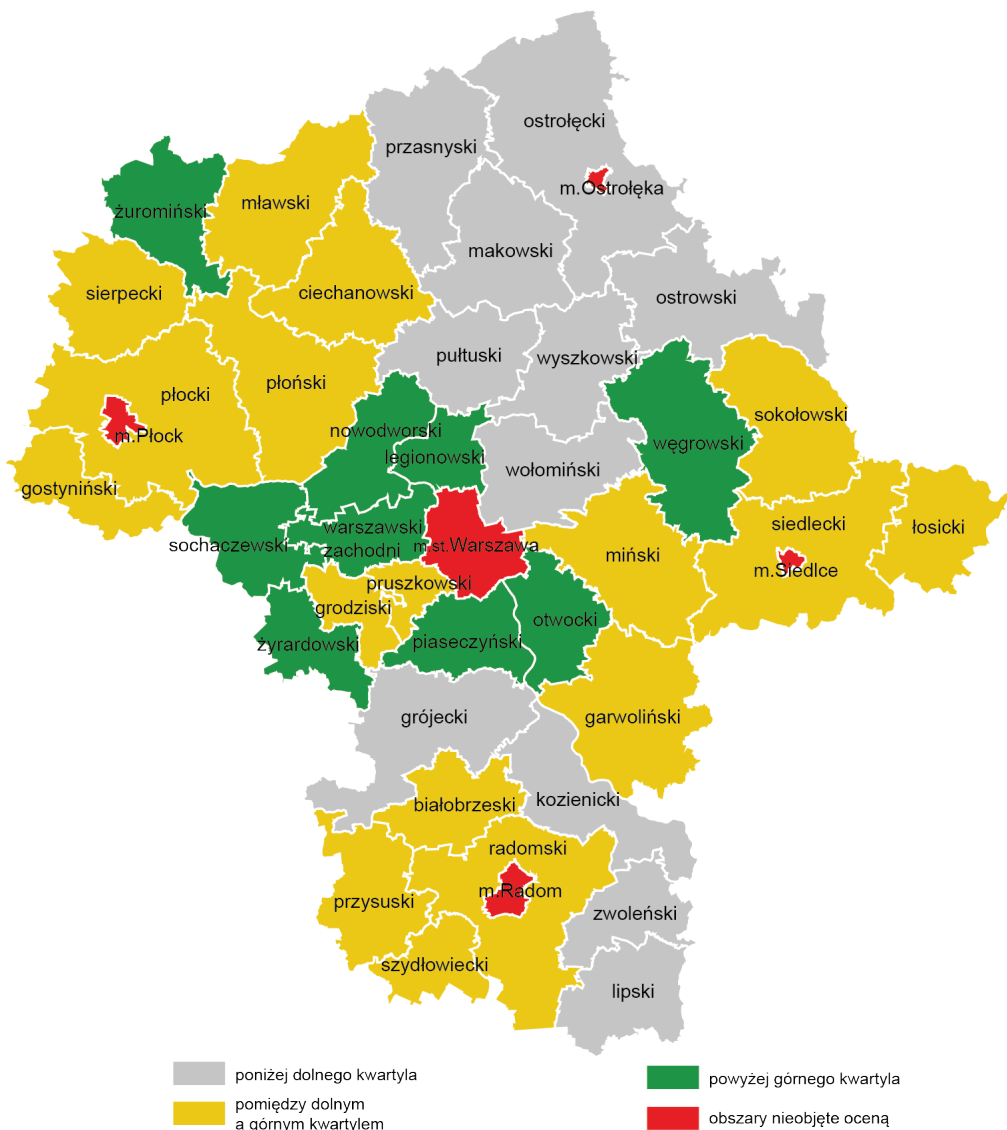 ostrołęcki
przasnyski
m.Ostrołęka
mławski
żuromiński
makowski
sierpecki
ciechanowski
ostrowski
pułtuski
wyszkowski
płoński
płocki
sokołowski
m.Płock
nowodworski
węgrowski
legionowski
wołomiński
gostyniński
siedlecki
łosicki
warszawski
zachodni
sochaczewski
m.st.Warszawa
miński
m.Siedlce
pruszkowski
grodziski
otwocki
żyrardowski
piaseczyński
grójecki
garwoliński
białobrzeski
kozienicki
radomski
m.Radom
przysuski
zwoleński
szydłowiecki
lipski
poniżej dolnego kwartyla
pomiędzy dolnym
a górnym kwartylem
powyżej górnego kwartyla
obszary nieobjęte oceną